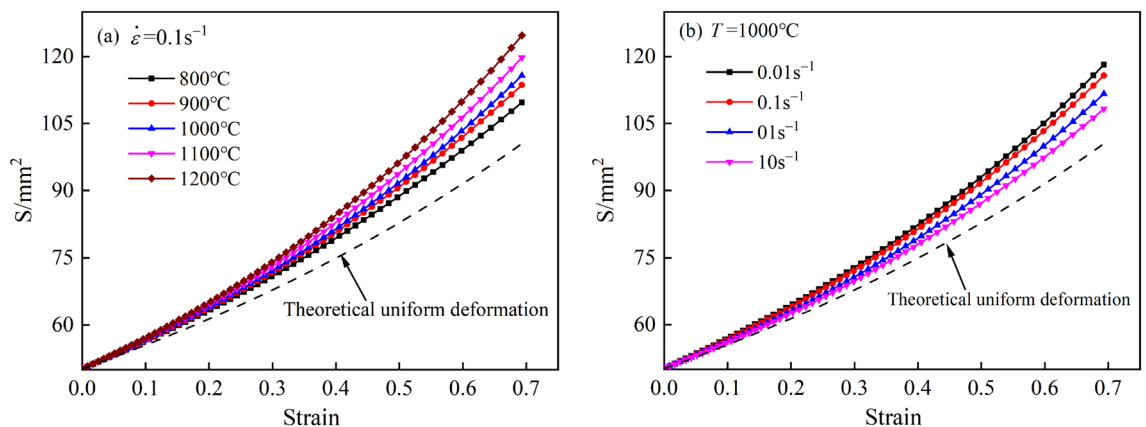 (a) ε̇=0.1s⁻¹
800℃
900℃
1000℃
1100℃
1200℃
Theoretical uniform deformation
S/mm²
120
105
90
75
60
0.0 0.1 0.2 0.3 0.4 0.5 0.6 0.7
Strain
(b) T=1000℃
0.01s⁻¹
0.1s⁻¹
01s⁻¹
10s⁻¹
Theoretical uniform deformation
S/mm²
120
105
90
75
60
0.0 0.1 0.2 0.3 0.4 0.5 0.6 0.7
Strain